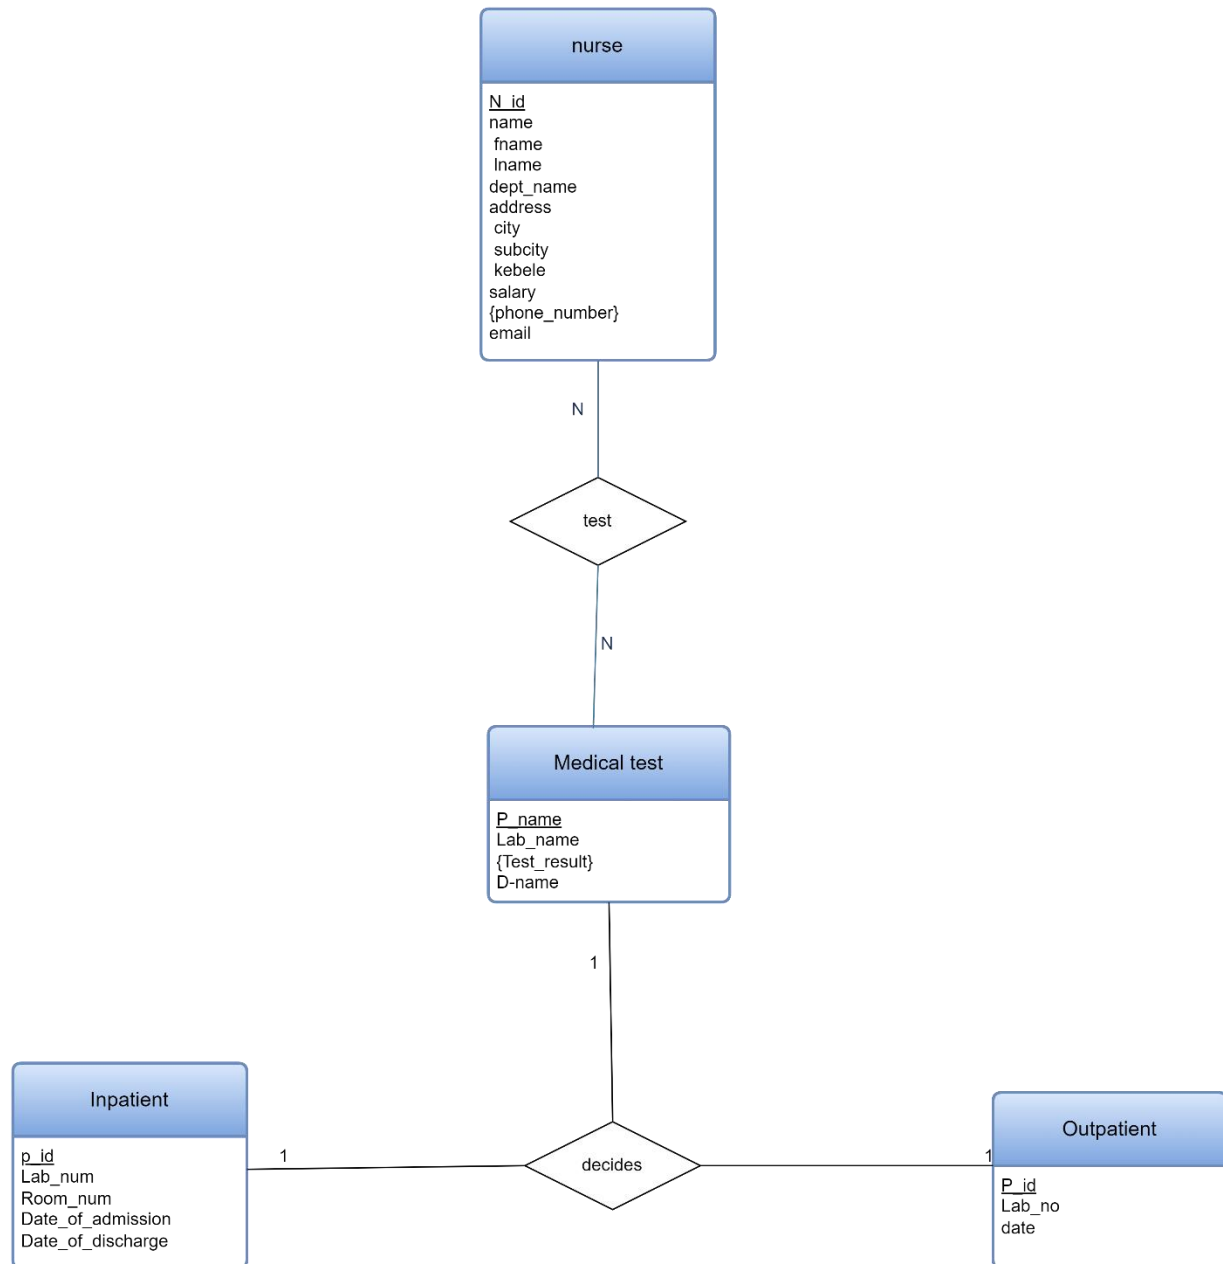 nurse
N_id
name
fname
lname
dept_name
address
city
subcity
kebele
salary
{phone_number}
email
N
test
N
Medical test
P_name
Lab_name
{Test_result}
D-name
1
Inpatient
p_id
Lab_num
Room_num
Date_of_admission
Date_of_discharge
1
decides
1
Outpatient
P_id
Lab_no
date